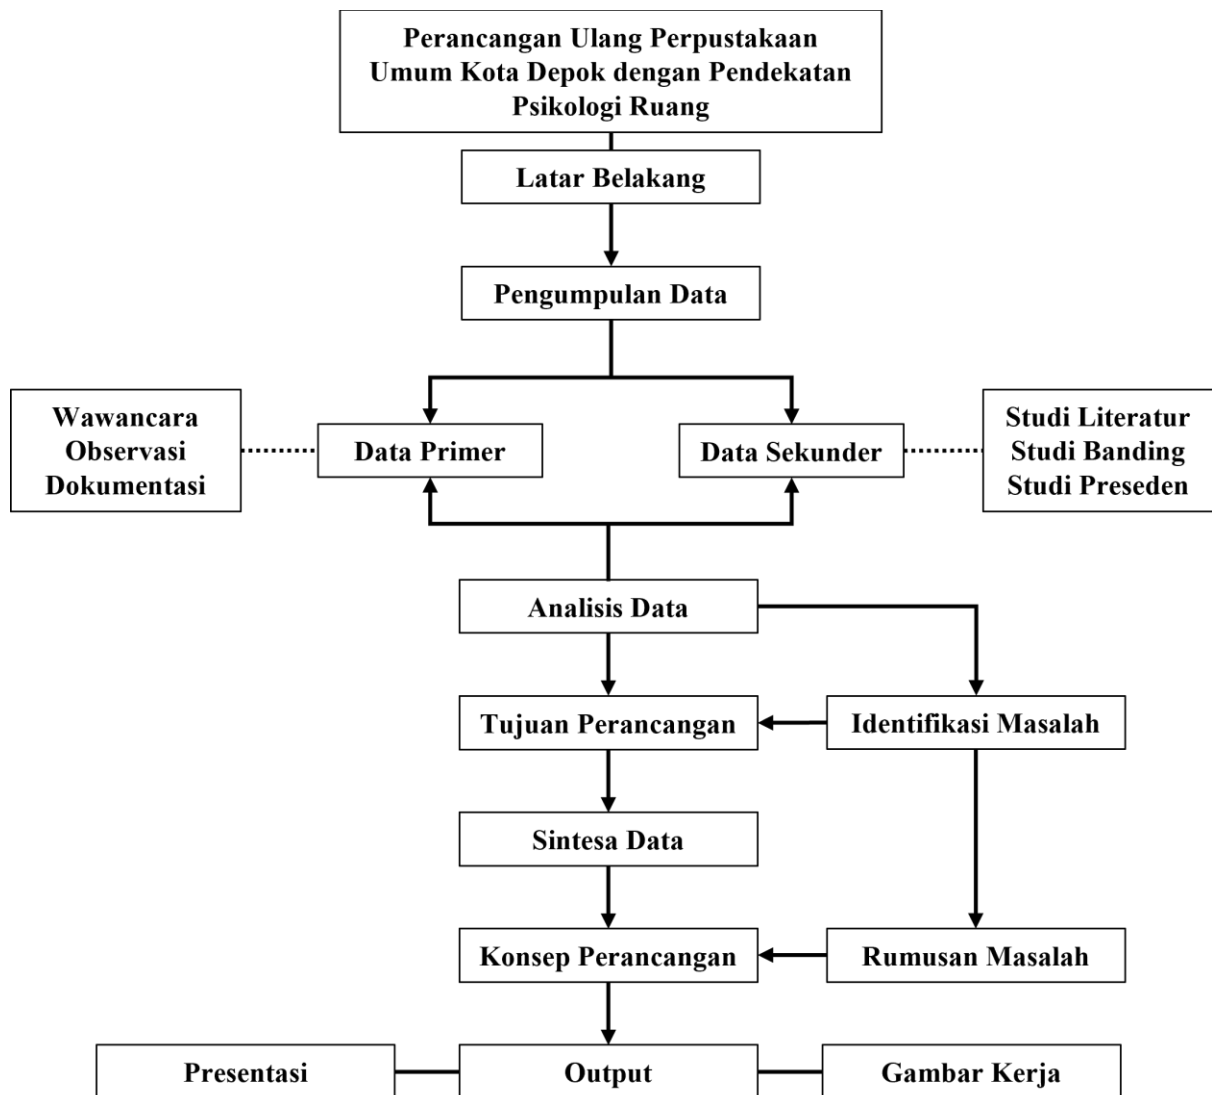 Perancangan Ulang Perpustakaan
Umum Kota Depok dengan Pendekatan
Psikologi Ruang
Latar Belakang
Pengumpulan Data
Wawancara
Observasi
Dokumentasi
Data Primer
Data Sekunder
Studi Literatur
Studi Banding
Studi Preseden
Analisis Data
Tujuan Perancangan
Identifikasi Masalah
Sintesa Data
Konsep Perancangan
Rumusan Masalah
Presentasi
Output
Gambar Kerja